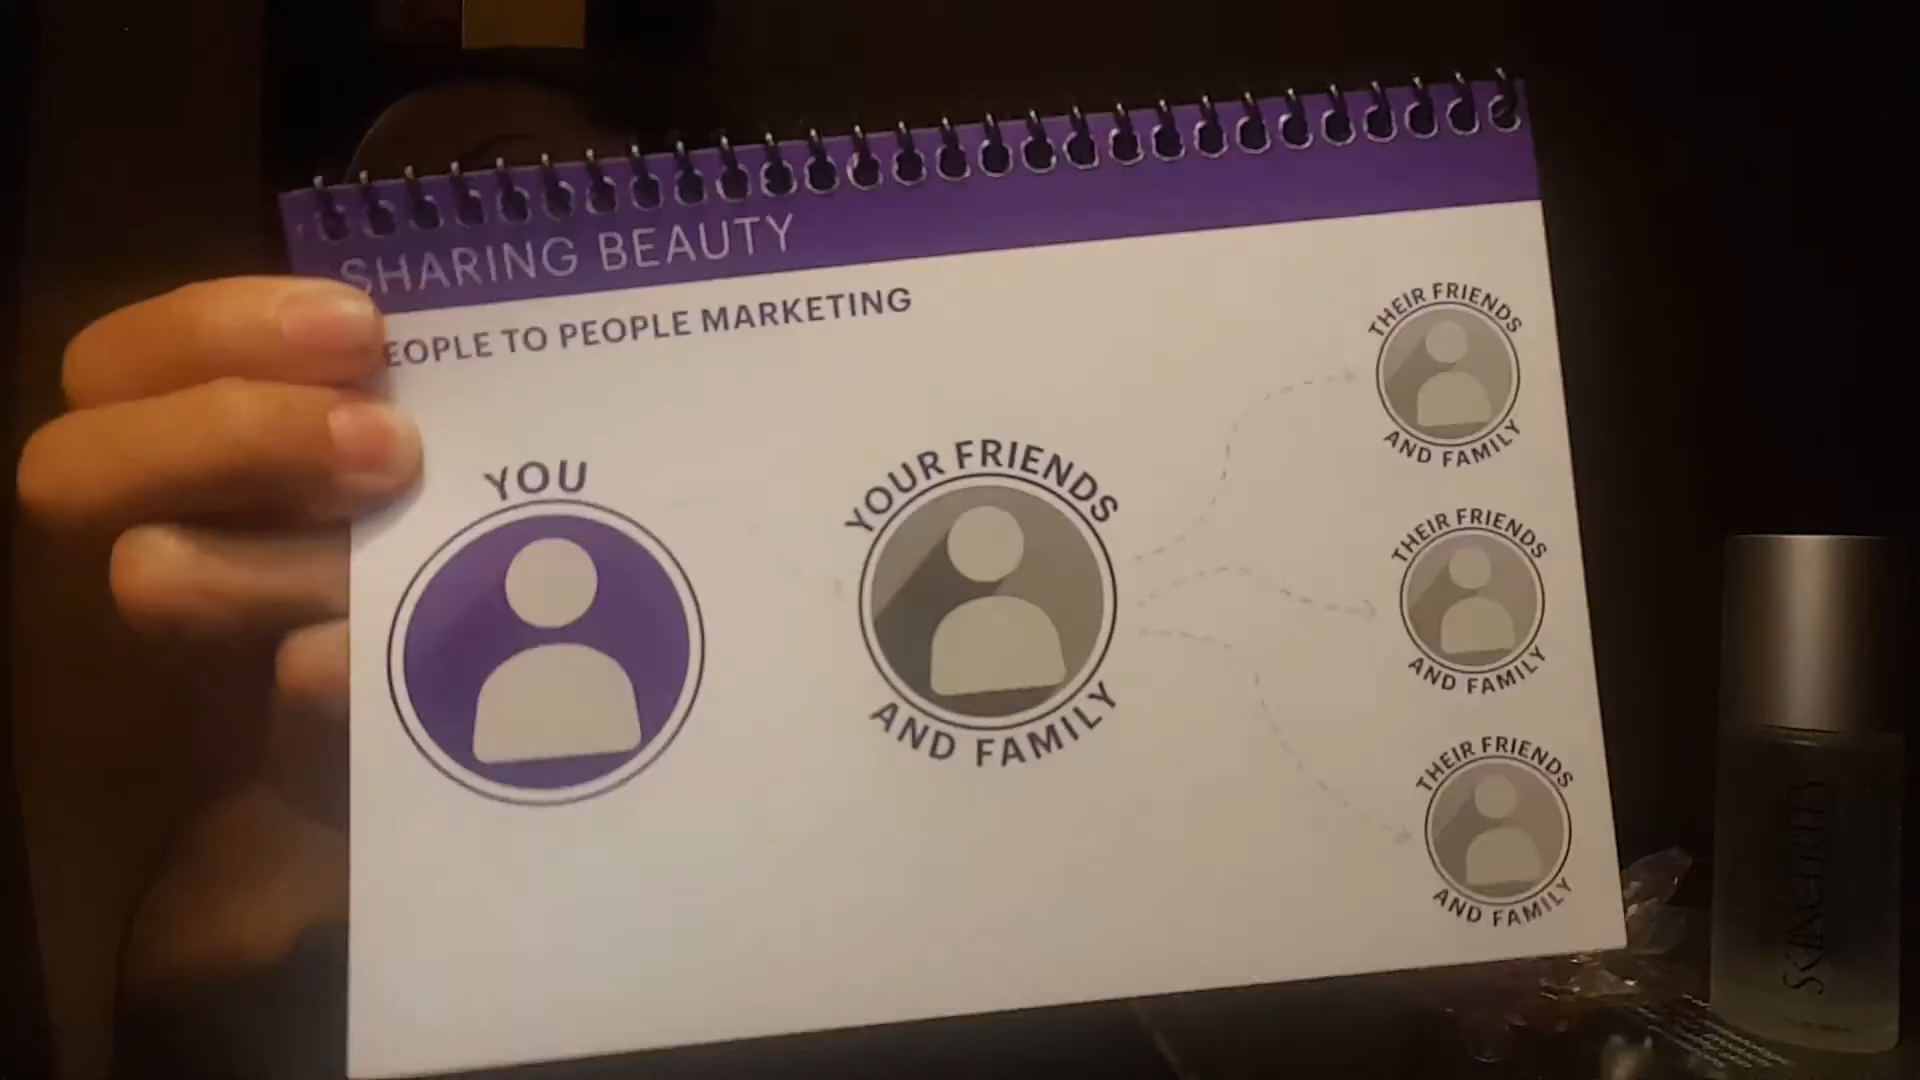 SHARING BEAUTY
EOPLE TO PEOPLE MARKETING
YOU
YOUR FRIENDS
AND FAMILY
THEIR FRIENDS
AND FAMILY
THEIR FRIENDS
AND FAMILY
THEIR FRIENDS
AND FAMILY